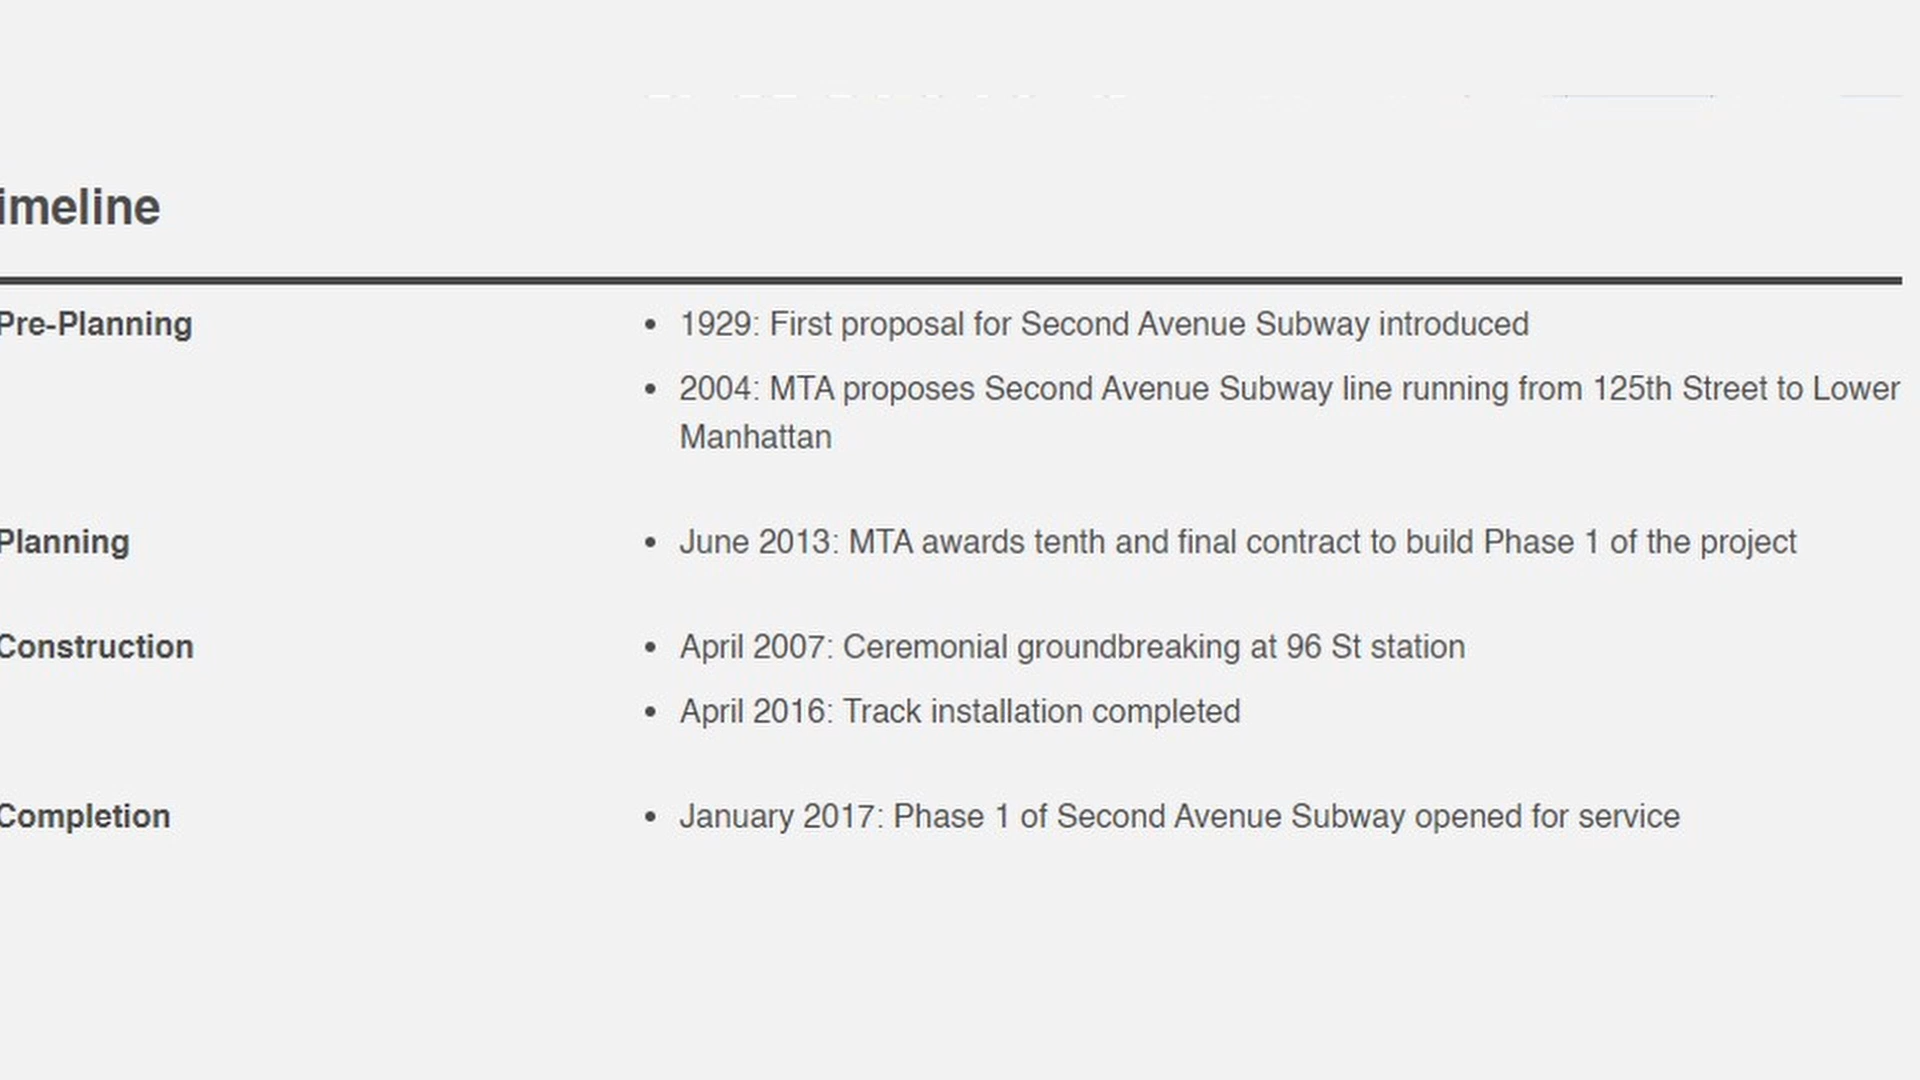 imeline
Pre-Planning
• 1929: First proposal for Second Avenue Subway introduced
• 2004: MTA proposes Second Avenue Subway line running from 125th Street to Lower
Manhattan
Planning
• June 2013: MTA awards tenth and final contract to build Phase 1 of the project
Construction
• April 2007: Ceremonial groundbreaking at 96 St station
• April 2016: Track installation completed
Completion
• January 2017: Phase 1 of Second Avenue Subway opened for service